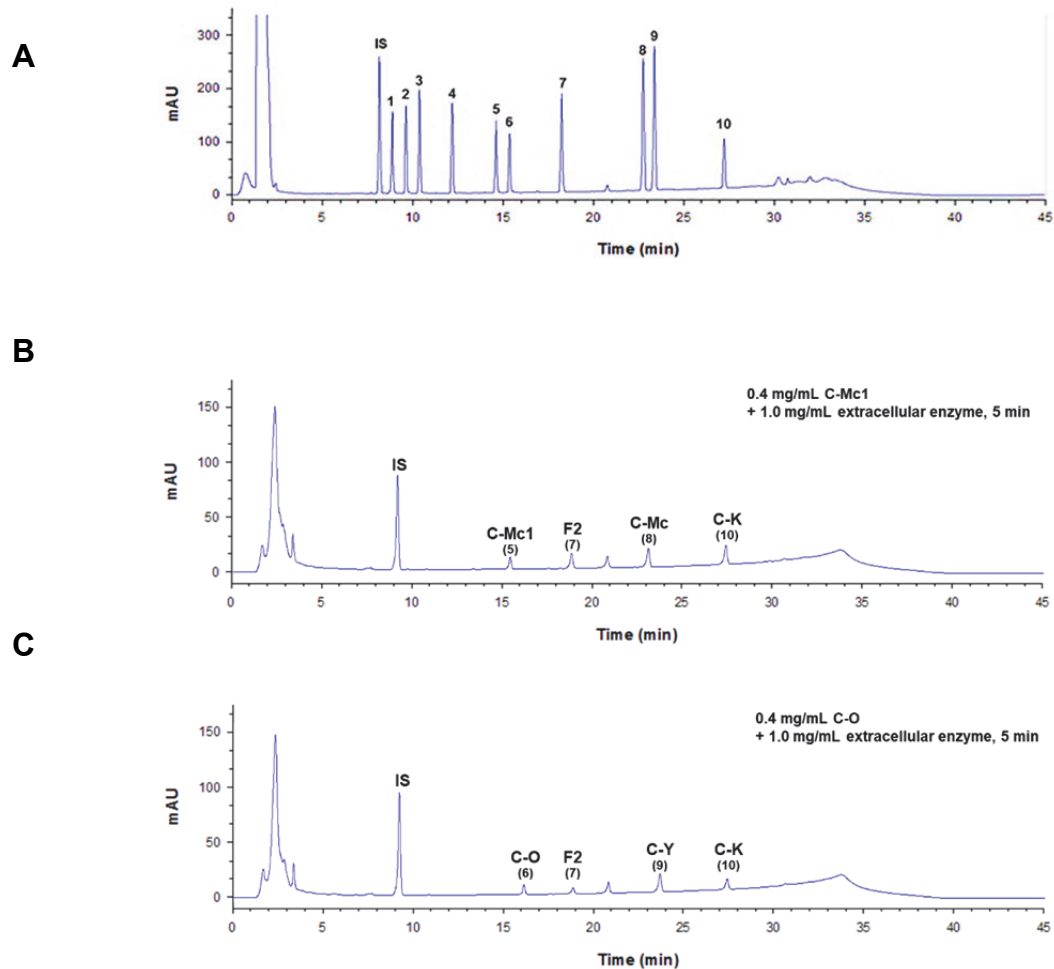 A
mAU
300
200
100
0
IS
1
2
3
4
5
6
7
8
9
10
0 5 10 15 20 25 30 35 40 45
Time (min)
B
mAU
150
100
50
0
0.4 mg/mL C-Mc1
+ 1.0 mg/mL extracellular enzyme, 5 min
IS
C-Mc1
(5)
F2
(7)
C-Mc
(8)
C-K
(10)
0 5 10 15 20 25 30 35 40 45
Time (min)
C
mAU
150
100
50
0
0.4 mg/mL C-O
+ 1.0 mg/mL extracellular enzyme, 5 min
IS
C-O
(6)
F2
(7)
C-Y
(9)
C-K
(10)
0 5 10 15 20 25 30 35 40 45
Time (min)